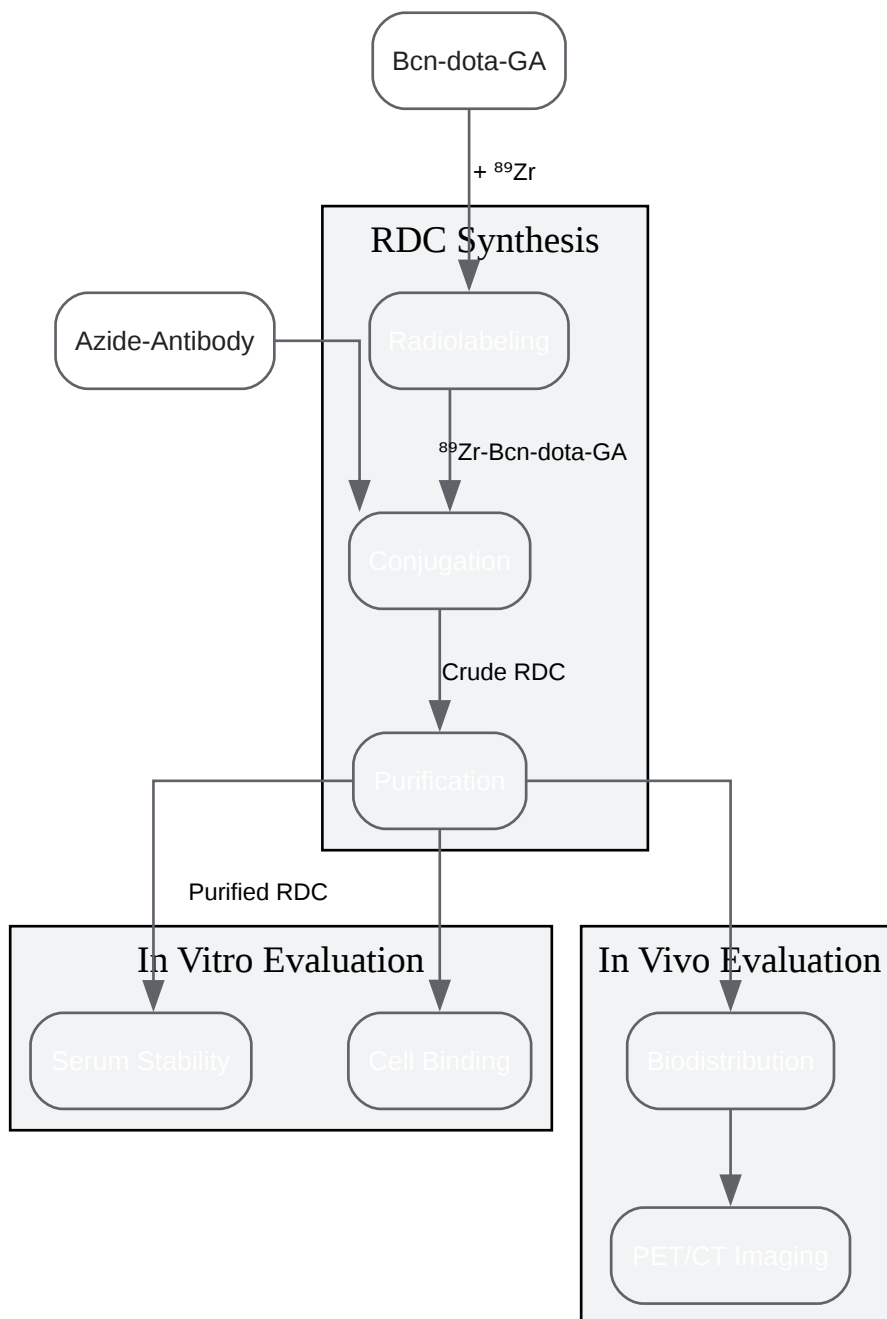 Bcn-dota-GA
+ ⁸⁹Zr
RDC Synthesis
Azide-Antibody
Radiolabeling
⁸⁹Zr-Bcn-dota-GA
Conjugation
Crude RDC
Purification
Purified RDC
In Vitro Evaluation
In Vivo Evaluation
Serum Stability
Cell Binding
Biodistribution
PET/CT Imaging